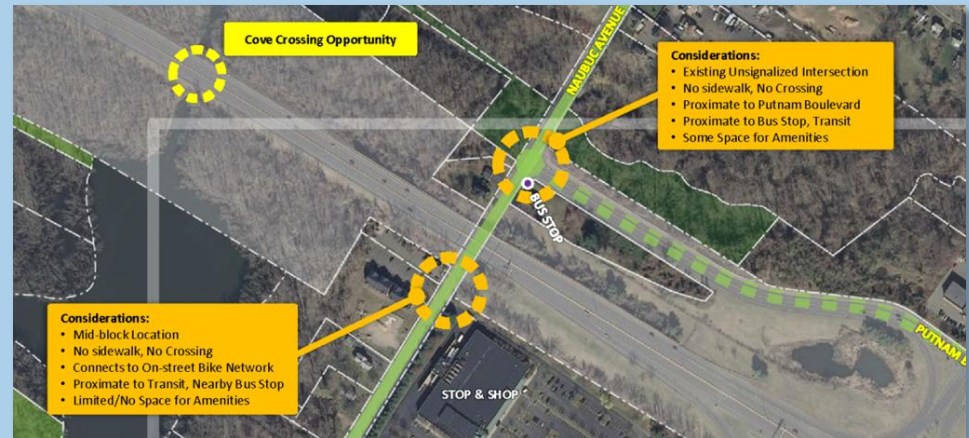 Cove Crossing Opportunity
NAUBUC AVENUE
Considerations:
• Existing Unsignalized Intersection
• No sidewalk, No Crossing
• Proximate to Putnam Boulevard
• Proximate to Bus Stop, Transit
• Some Space for Amenities
BUS STOP
Considerations:
• Mid-block Location
• No sidewalk, No Crossing
• Connects to On-street Bike Network
• Proximate to Transit, Nearby Bus Stop
• Limited/No Space for Amenities
STOP & SHOP
PUTNAM